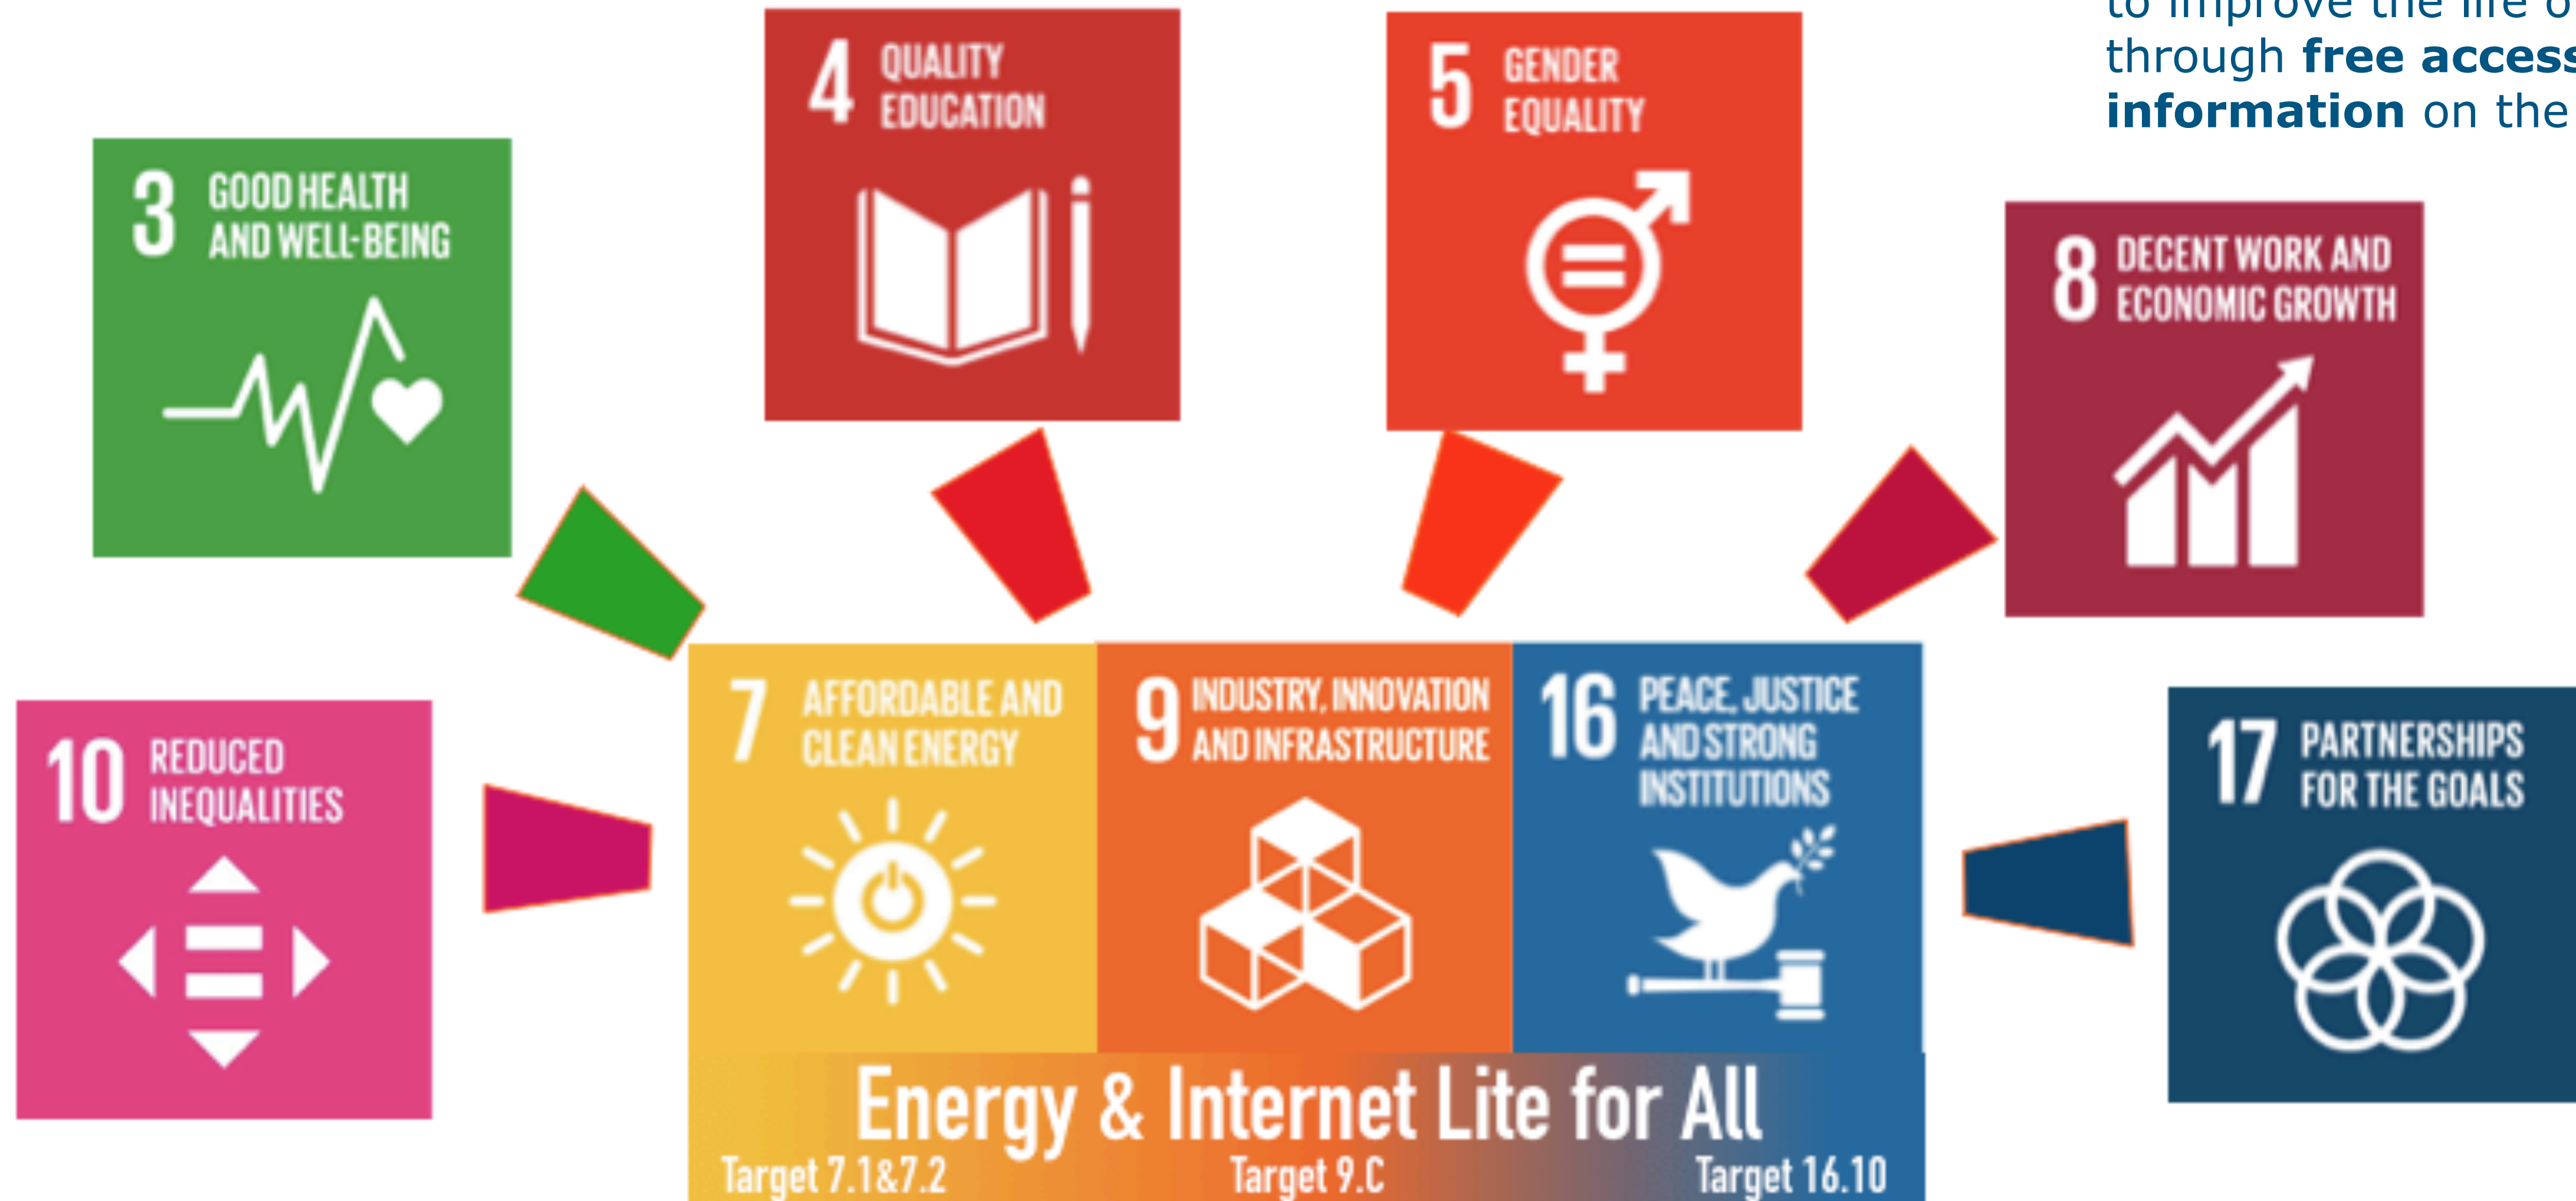 to improve the life o
through free access
information on the
4 QUALITY
EDUCATION
5 GENDER
EQUALITY
3 GOOD HEALTH
AND WELL-BEING
8 DECENT WORK AND
ECONOMIC GROWTH
10 REDUCED
INEQUALITIES
7 AFFORDABLE AND
CLEAN ENERGY
9 INDUSTRY, INNOVATION
AND INFRASTRUCTURE
16 PEACE, JUSTICE
AND STRONG
INSTITUTIONS
17 PARTNERSHIPS
FOR THE GOALS
Energy & Internet Lite for All
Target 7.1&7.2
Target 9.C
Target 16.10